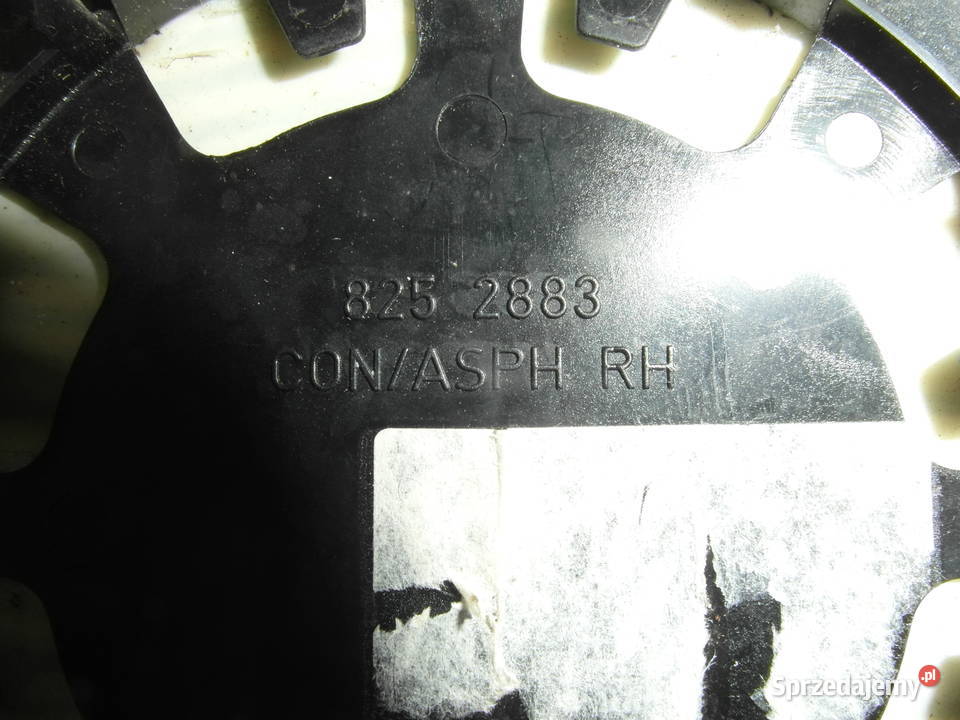 825 2883
CON/ASPH RH
Sprzedajemy.pl